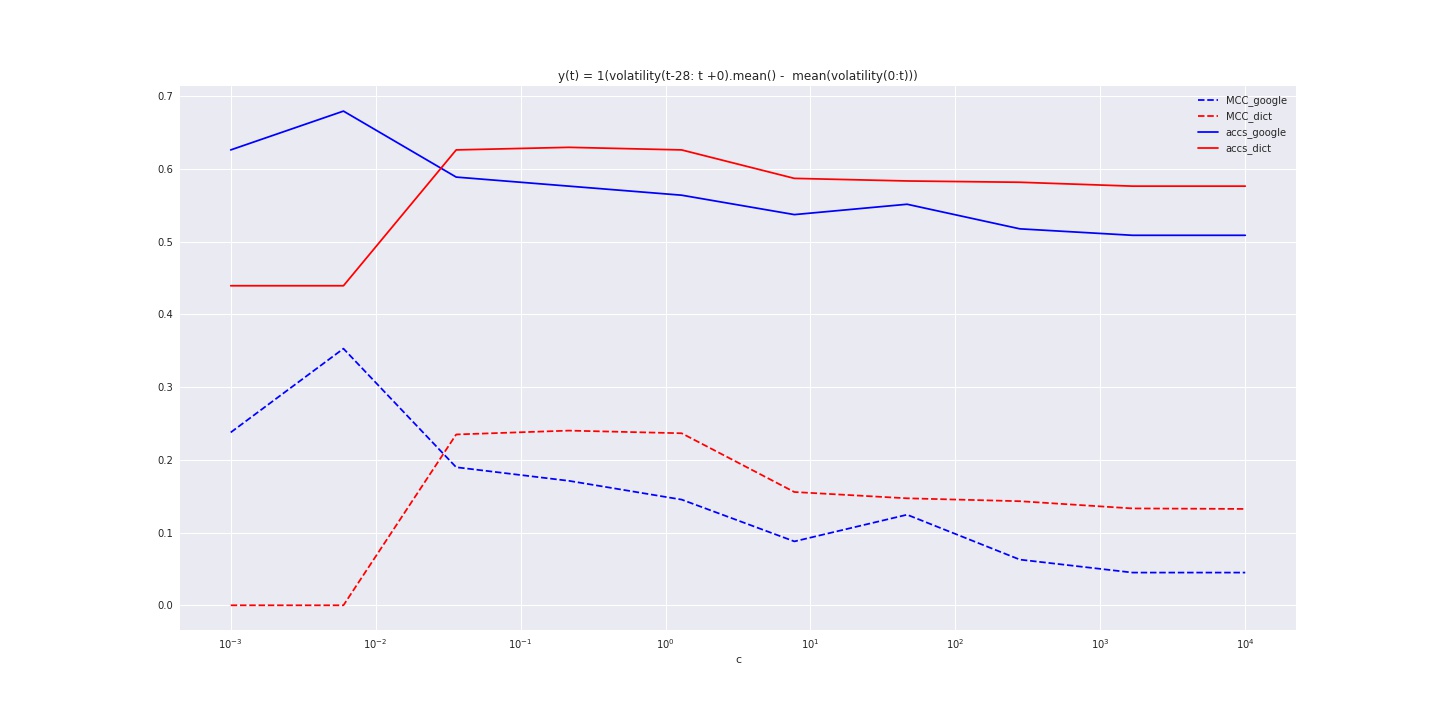 y(t) = 1(volatility(t-28: t +0).mean() -  mean(volatility(0:t)))
MCC_google
MCC_dict
accs_google
accs_dict
0.7
0.6
0.5
0.4
0.3
0.2
0.1
0.0
10⁻³ 10⁻² 10⁻¹ 10⁰ 10¹ 10² 10³ 10⁴
c